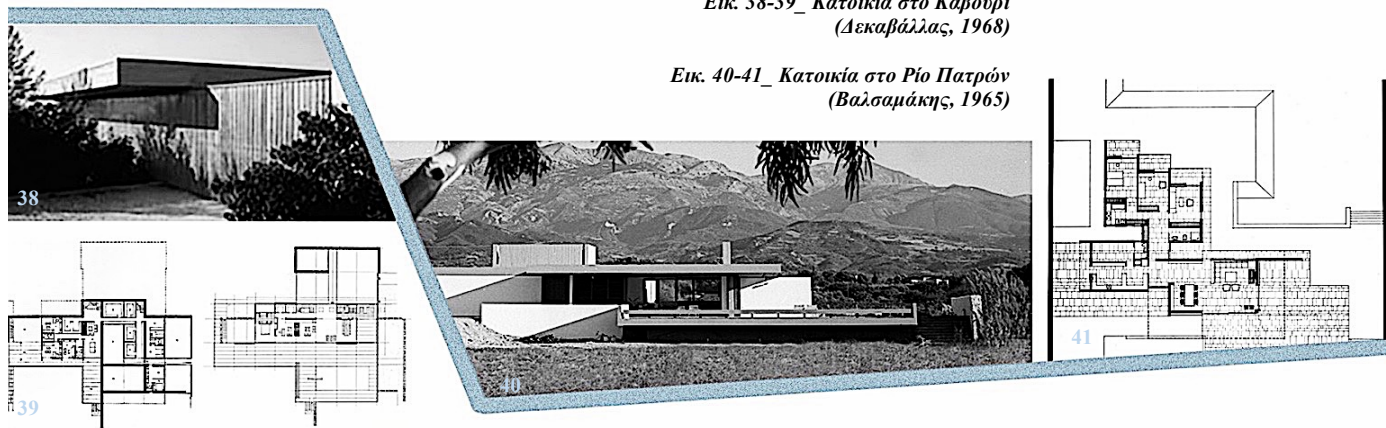 Εικ. 38-39_ Κατοικία στο Καβούρι
(Δεκαβάλλας, 1968)
Εικ. 40-41_ Κατοικία στο Ρίο Πατρών
(Βαλσαμάκης, 1965)
38
39
40
41